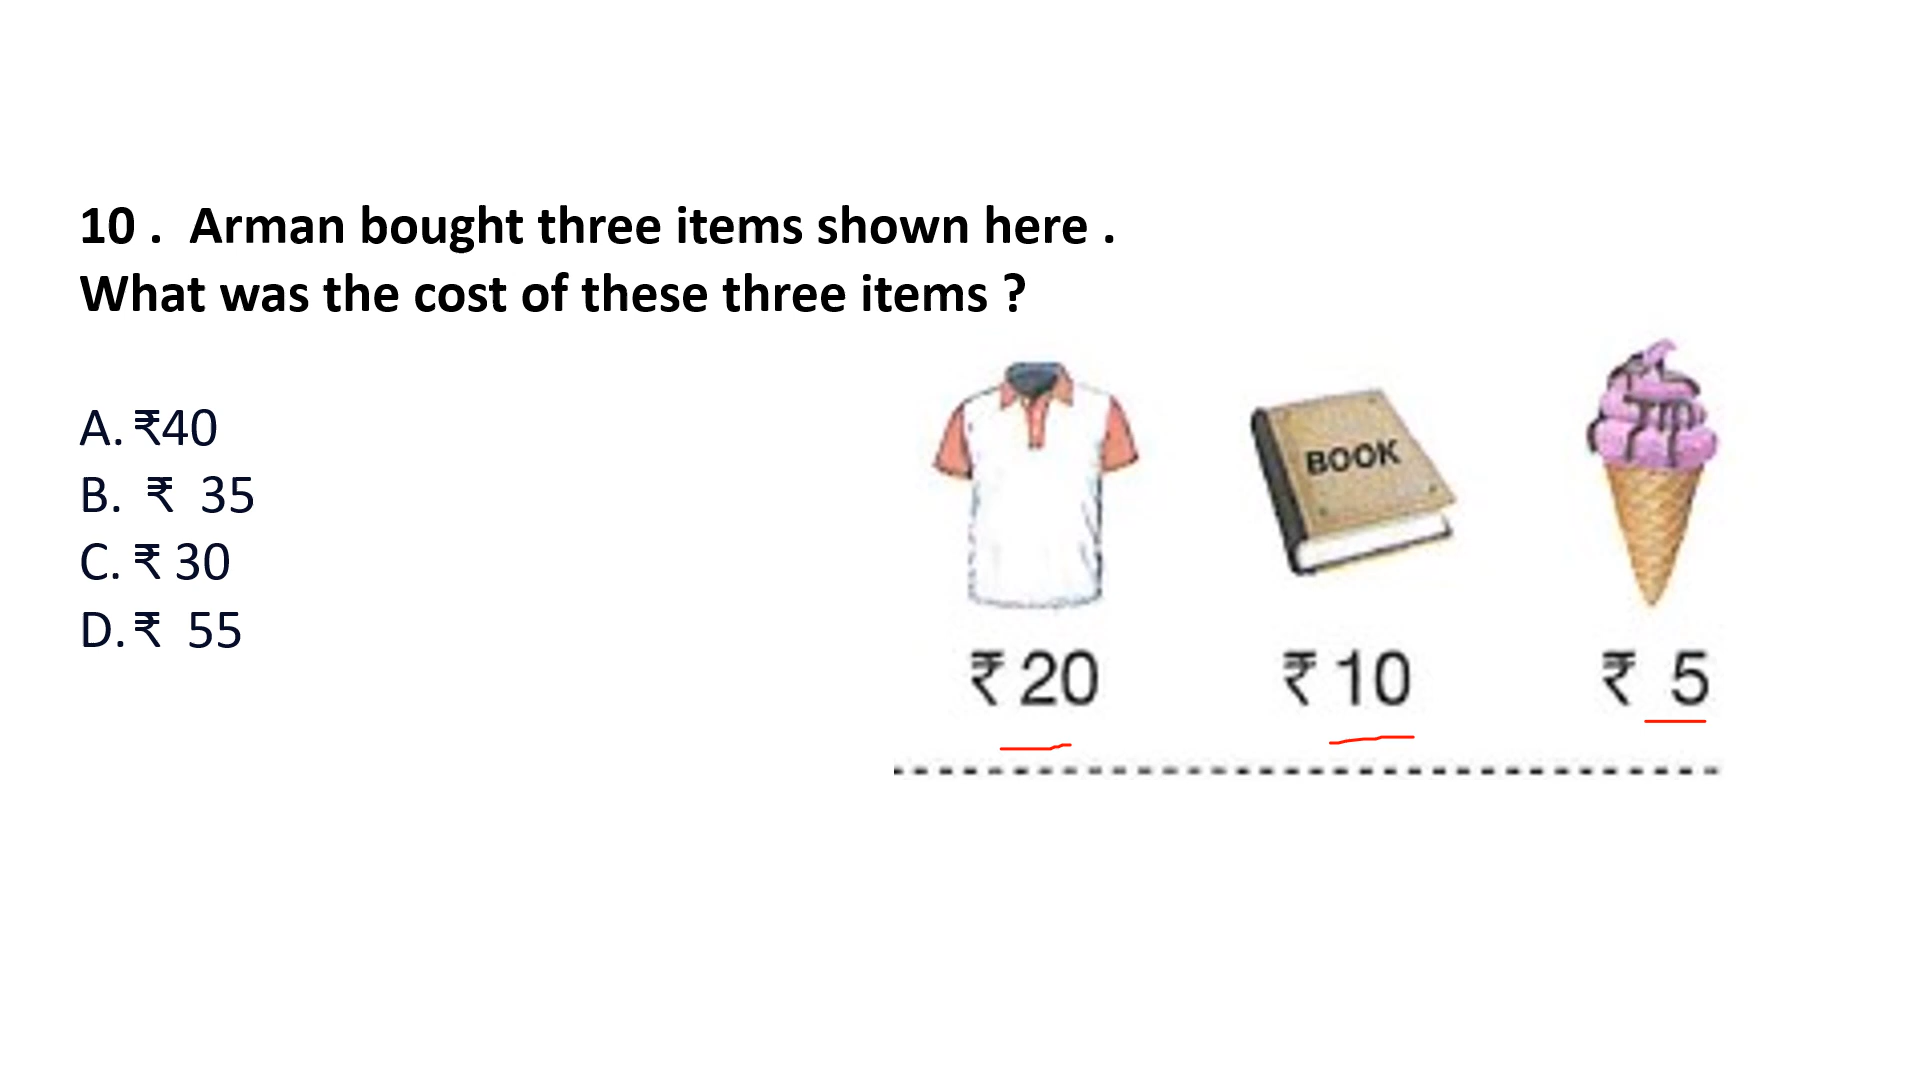 10 . Arman bought three items shown here .
What was the cost of these three items ?
A. ₹40
B. ₹ 35
C. ₹ 30
D. ₹ 55
BOOK
₹ 20 ₹ 10 ₹ 5